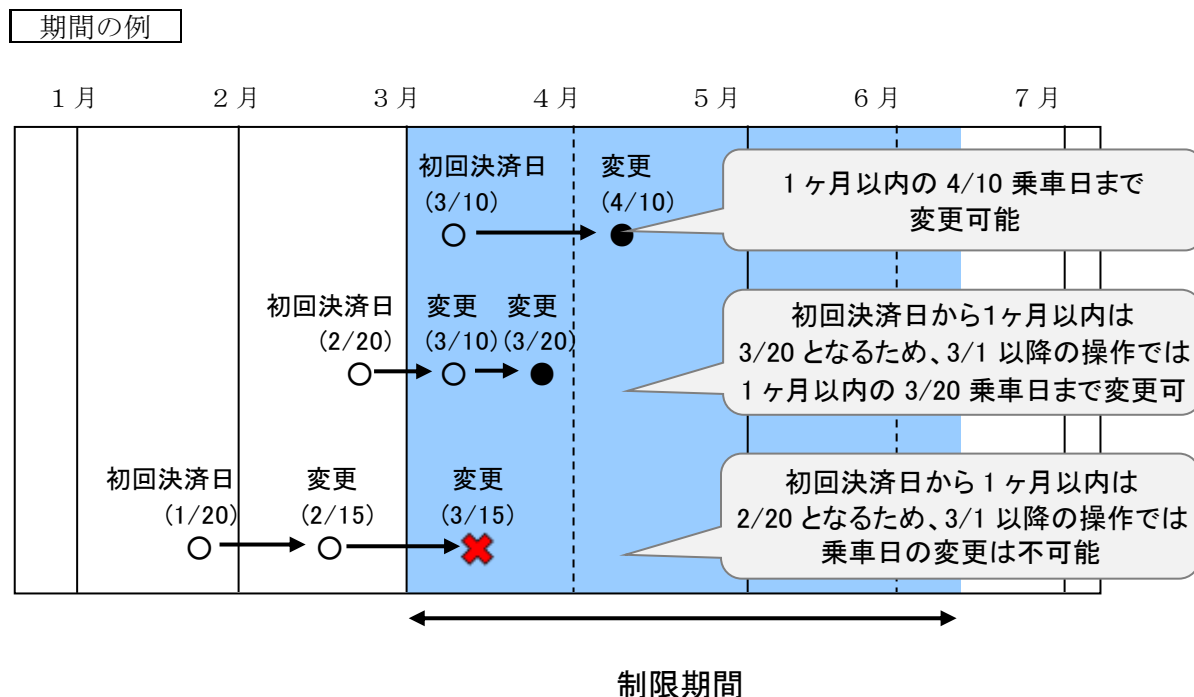 期間の例
1月 2月 3月 4月 5月 6月 7月
初回決済日 変更
(3/10) (4/10)
1ヶ月以内の 4/10 乗車日まで
変更可能
初回決済日 変更 変更
(2/20) (3/10) (3/20)
初回決済日から1ヶ月以内は
3/20 となるため、3/1 以降の操作では
1ヶ月以内の 3/20 乗車日まで変更可
初回決済日 変更 変更
(1/20) (2/15) (3/15)
初回決済日から1ヶ月以内は
2/20 となるため、3/1 以降の操作では
乗車日の変更は不可能
制限期間